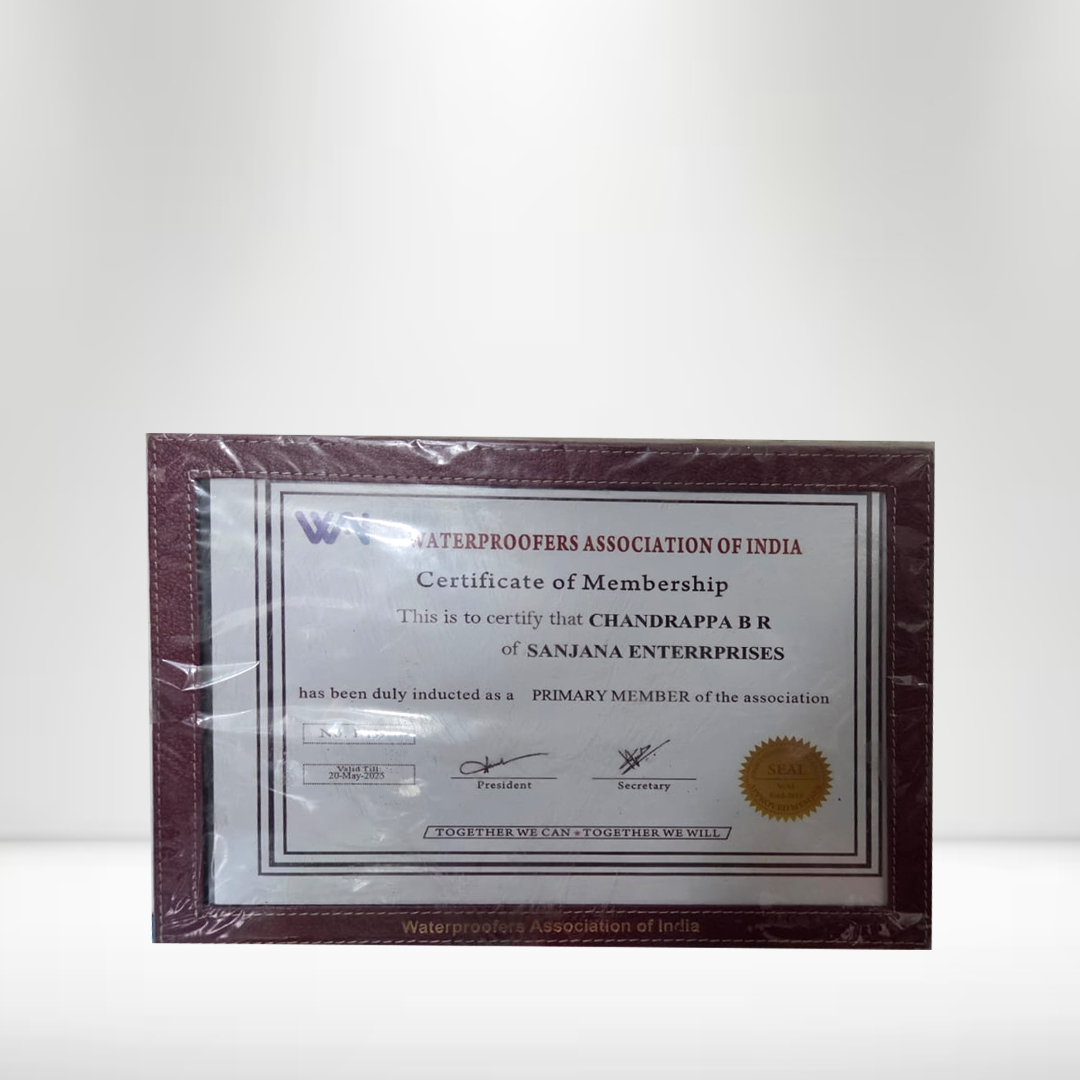 WATERPROOFERS ASSOCIATION OF INDIA
Certificate of Membership
This is to certify that CHANDRAPPA B R
of SANJANA ENTERRPRISES
has been duly inducted as a PRIMARY MEMBER of the association
Valid Till:
20-May-2025
President
Secretary
SEAL
TOGETHER WE CAN ★ TOGETHER WE WILL
Waterproofers Association of India